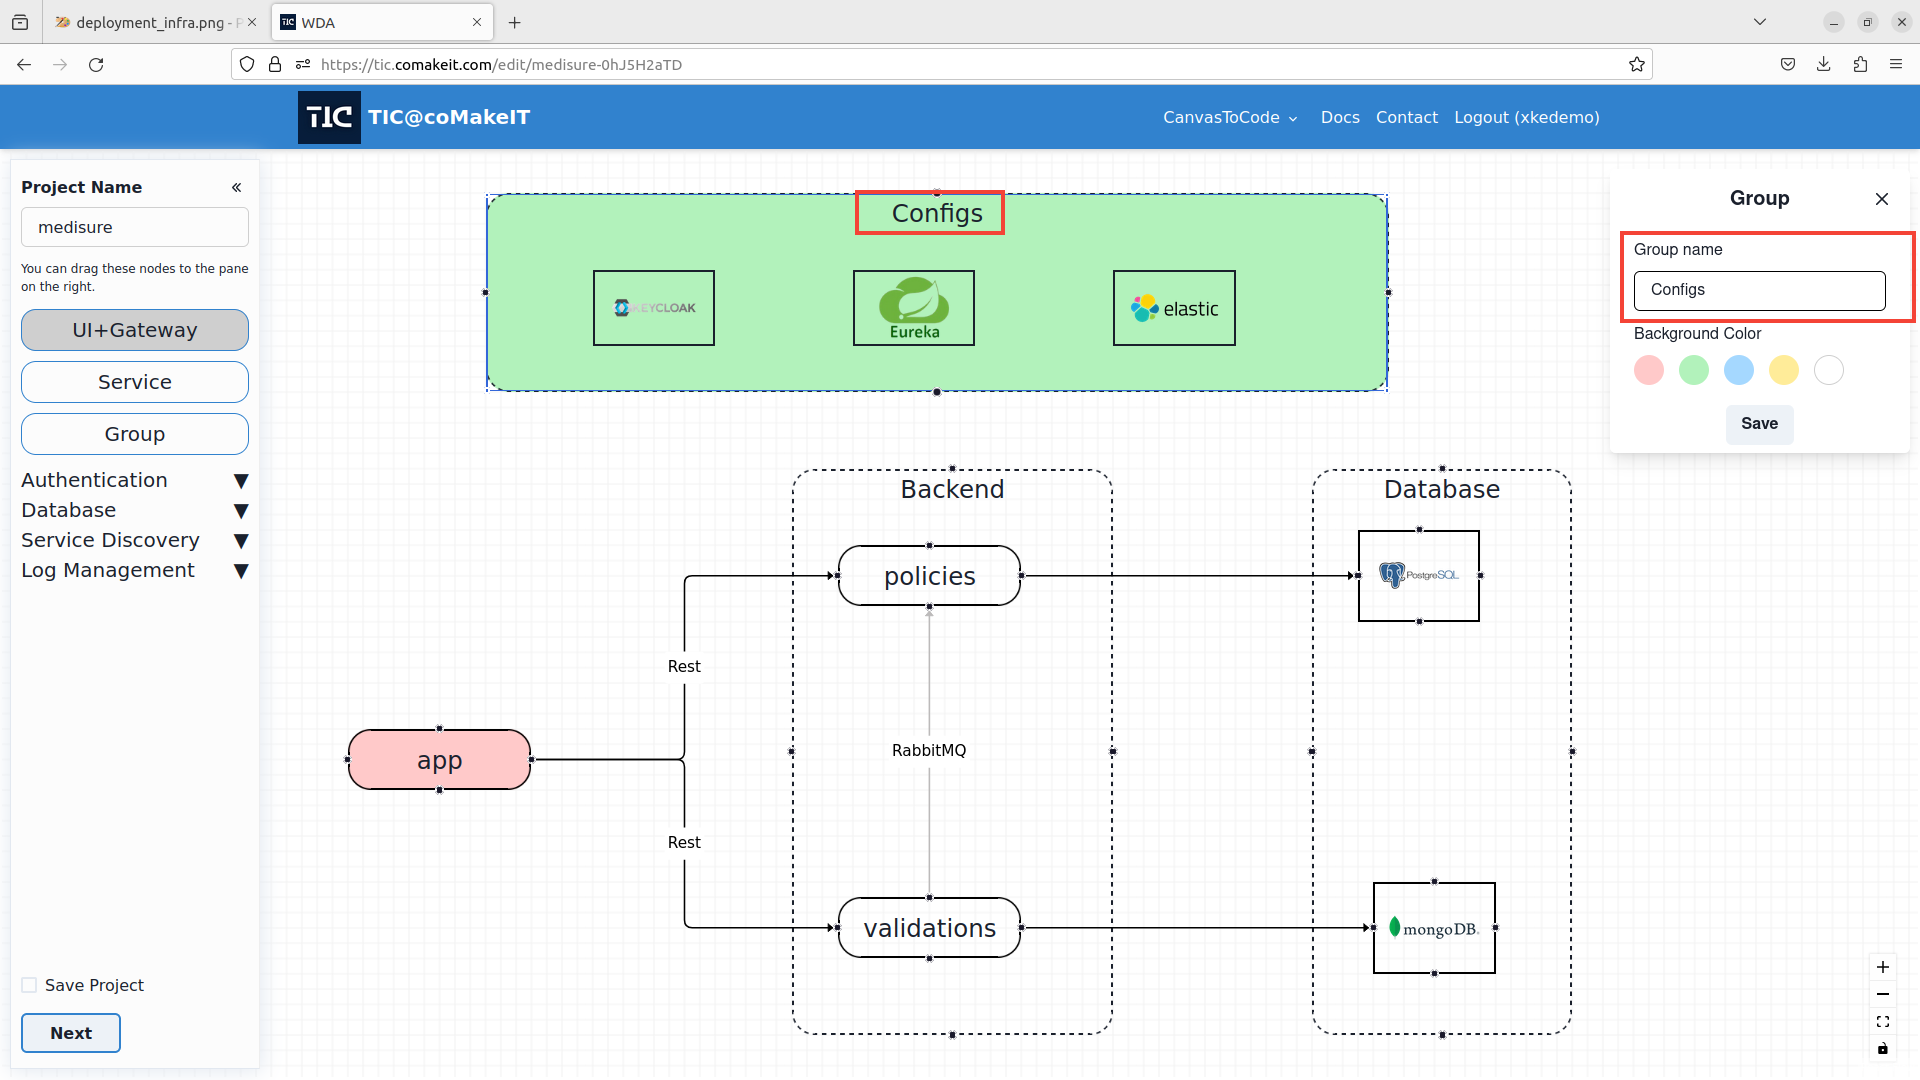 deployment_infra.png - P
WDA
https://tic.comakeit.com/edit/medisure-0hJ5H2aTD
TIC
TIC@coMakeIT
CanvasToCode
Docs
Contact
Logout (xkedemo)
Project Name
medisure
You can drag these nodes to the pane
on the right.
UI+Gateway
Service
Group
Authentication
Database
Service Discovery
Log Management
Save Project
Next
Configs
KEYCLOAK
Eureka
elastic
Backend
policies
Rest
RabbitMQ
app
Rest
validations
Database
PostgreSQL
mongoDB.
Group
Group name
Configs
Background Color
Save